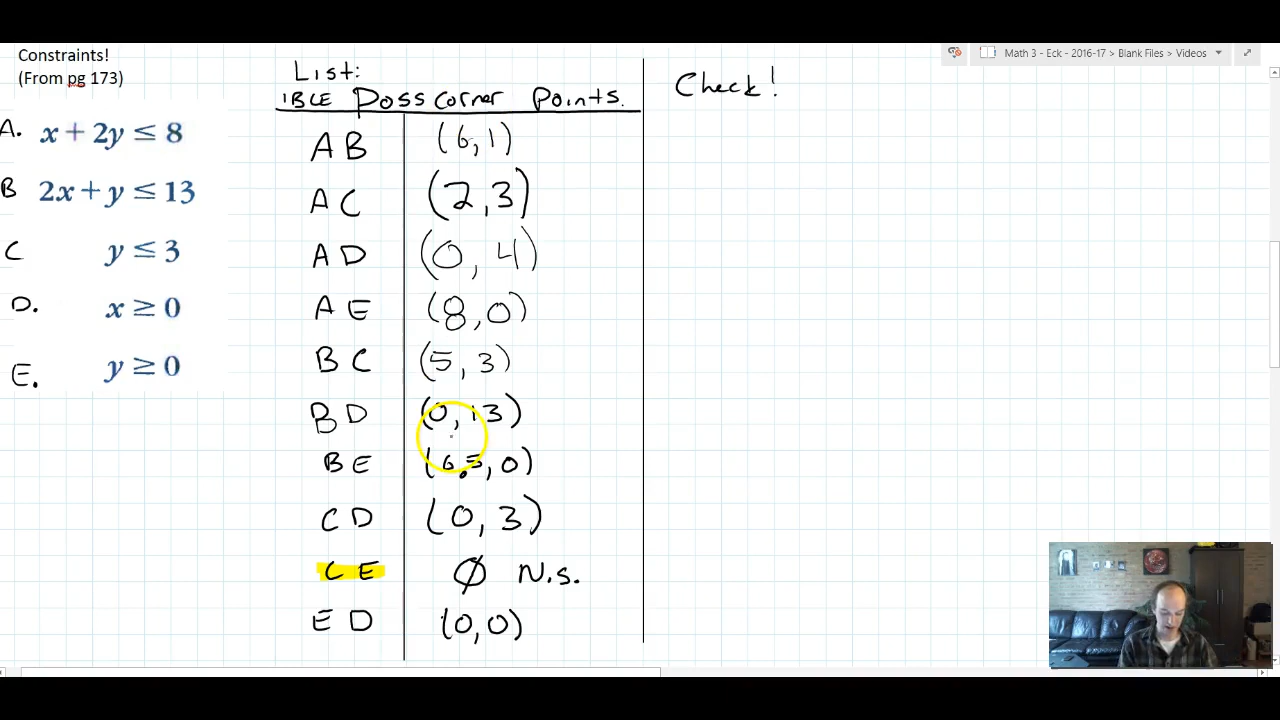 Constraints!
(From pg 173)
Math 3 - Eck - 2016-17 > Blank Files > Videos
List:
IBLE Poss Corner Points.
Check!
A. x + 2y ≤ 8
B 2x + y ≤ 13
C y ≤ 3
D. x ≥ 0
E. y ≥ 0
AB (6,1)
AC (2,3)
AD (0,4)
AE (8,0)
BC (5,3)
BD (0,13)
BE (6.5,0)
CD (0,3)
CE ∅ N.s.
ED (0,0)